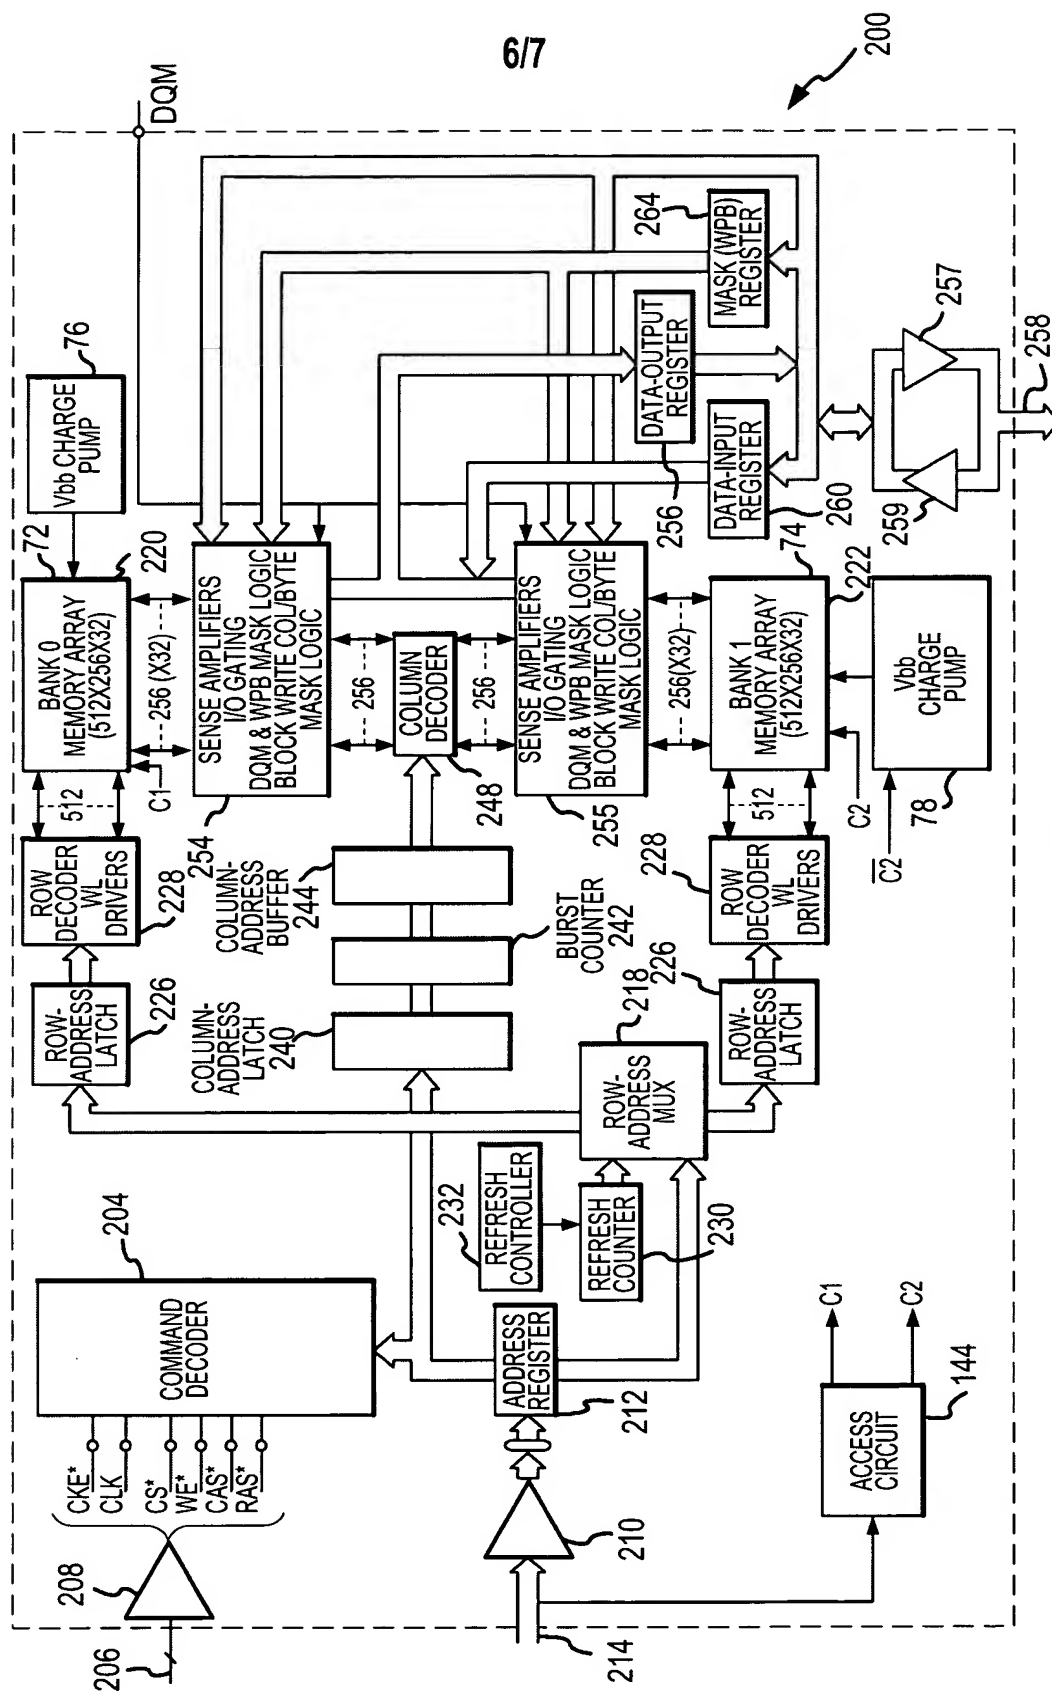 6/7
200
DQM
206
208
CKE*
CLK
CS*
WE*
CAS*
RAS*
COMMAND
DECODER
204
214
210
ADDRESS
REGISTER
212
REFRESH
CONTROLLER
232
REFRESH
COUNTER
230
ROW-
ADDRESS
MUX
218
ACCESS
CIRCUIT
144
C1
C2
ROW-
ADDRESS
LATCH
226
ROW
DECODER
WL
DRIVERS
228
512
BANK 0
MEMORY ARRAY
(512X256X32)
72
220
C1
Vbb CHARGE
PUMP
76
256 (X32)
SENSE AMPLIFIERS
I/O GATING
DQM & WPB MASK LOGIC
BLOCK WRITE COL/BYTE
MASK LOGIC
254
COLUMN-
ADDRESS
LATCH
240
COLUMN-
ADDRESS
BUFFER
244
BURST
COUNTER
242
256
COLUMN
DECODER
248
256
SENSE AMPLIFIERS
I/O GATING
DQM & WPB MASK LOGIC
BLOCK WRITE COL/BYTE
MASK LOGIC
255
256(X32)
ROW-
ADDRESS
LATCH
226
ROW
DECODER
WL
DRIVERS
228
512
BANK 1
MEMORY ARRAY
(512X256X32)
74
222
C2
Vbb
CHARGE
PUMP
78
C2
DATA-OUTPUT
REGISTER
256
DATA-INPUT
REGISTER
260
MASK (WPB)
REGISTER
264
257
259
258